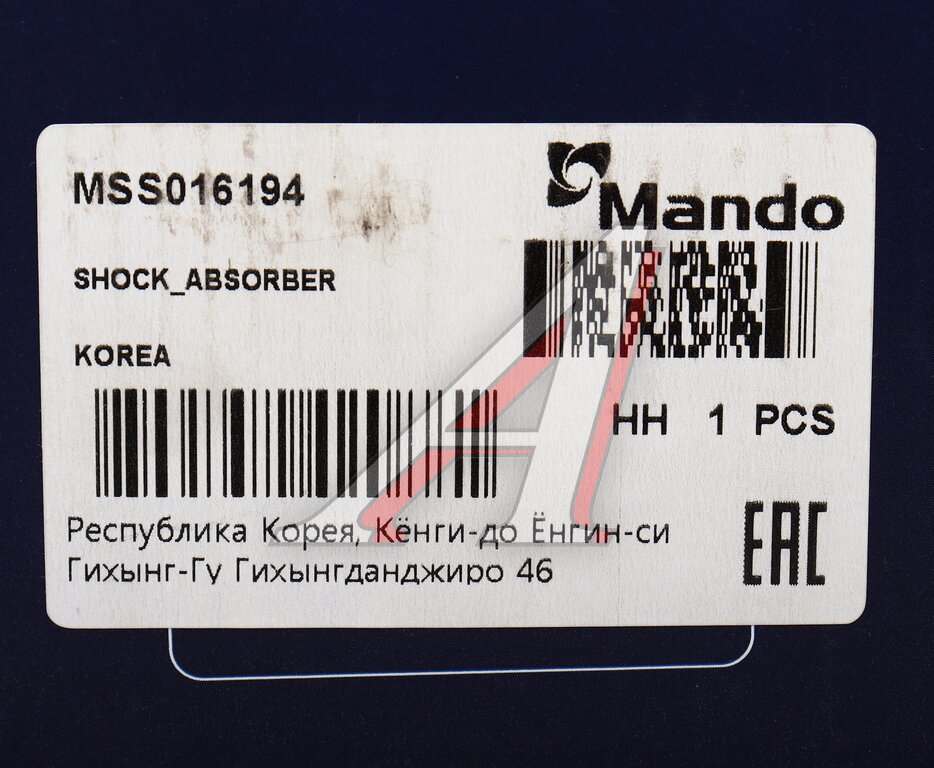 MSS016194
Mando
SHOCK_ABSORBER
KOREA
HH 1 PCS
Республика Корея, Кёнги-до Ёнгин-си
Гихынг-Гу Гихынгданджиро 46
EAC